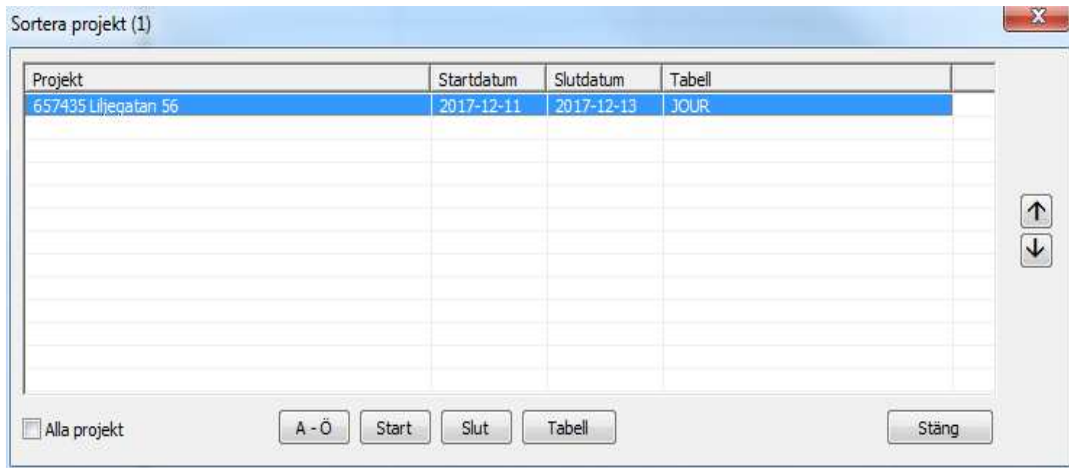 Sortera projekt (1)
Projekt Startdatum Slutdatum Tabell
657435 Liljegatan 56 2017-12-11 2017-12-13 JOUR
Alla projekt A - Ö Start Slut Tabell Stäng